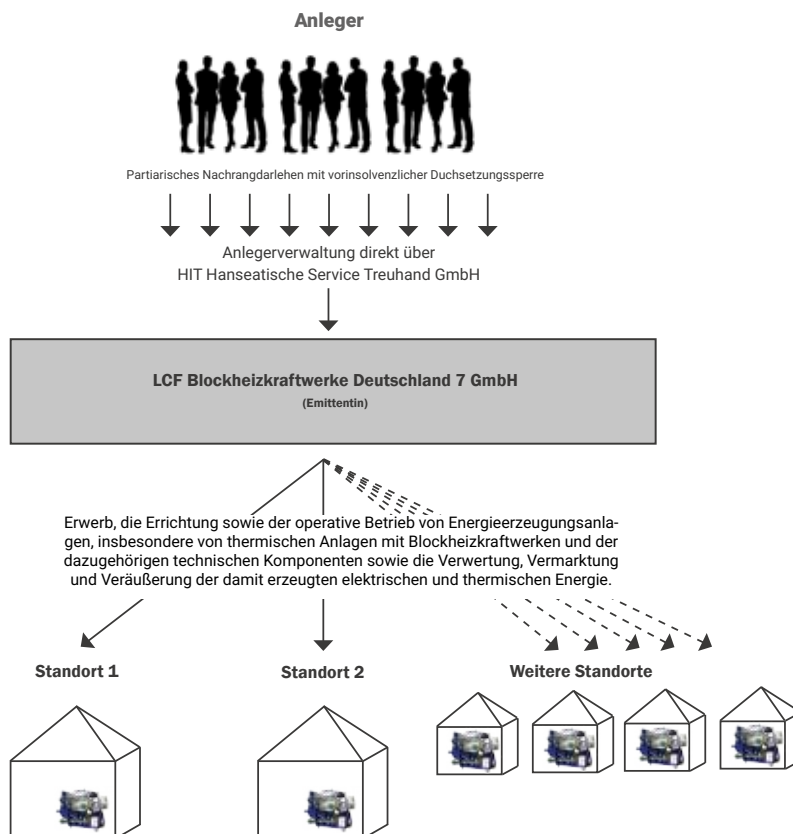 Anleger
Partiarisches Nachrangdarlehen mit vorinsolvenzlicher Duchsetzungssperre
Anlegerverwaltung direkt über
HIT Hanseatische Service Treuhand GmbH
LCF Blockheizkraftwerke Deutschland 7 GmbH
(Emittentin)
Erwerb, die Errichtung sowie der operative Betrieb von Energieerzeugungsanla-
gen, insbesondere von thermischen Anlagen mit Blockheizkraftwerken und der
dazugehörigen technischen Komponenten sowie die Verwertung, Vermarktung
und Veräußerung der damit erzeugten elektrischen und thermischen Energie.
Standort 1
Standort 2
Weitere Standorte